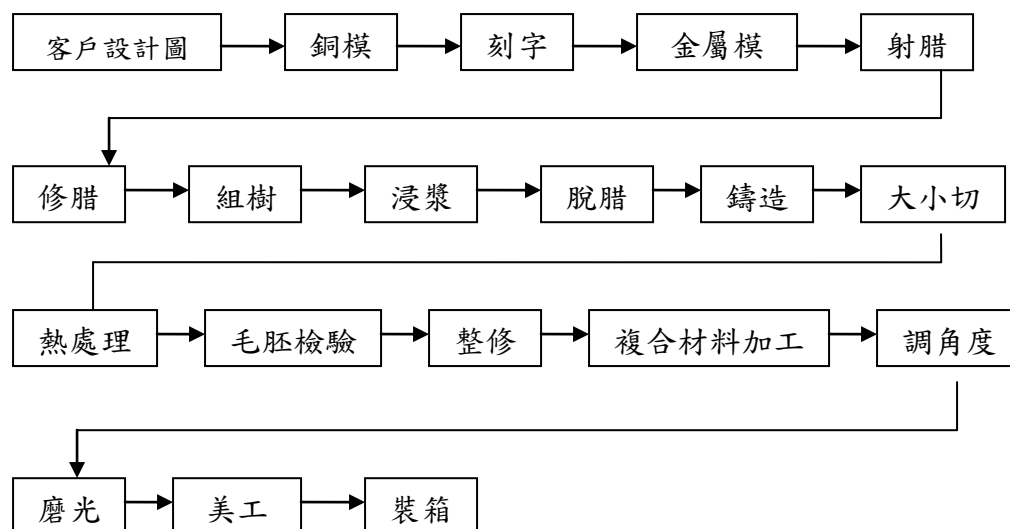 客戶設計圖 銅模 刻字 金屬模 射腊
修腊 組樹 浸漿 脫腊 鑄造 大小切
熱處理 毛胚檢驗 整修 複合材料加工 調角度
磨光 美工 裝箱